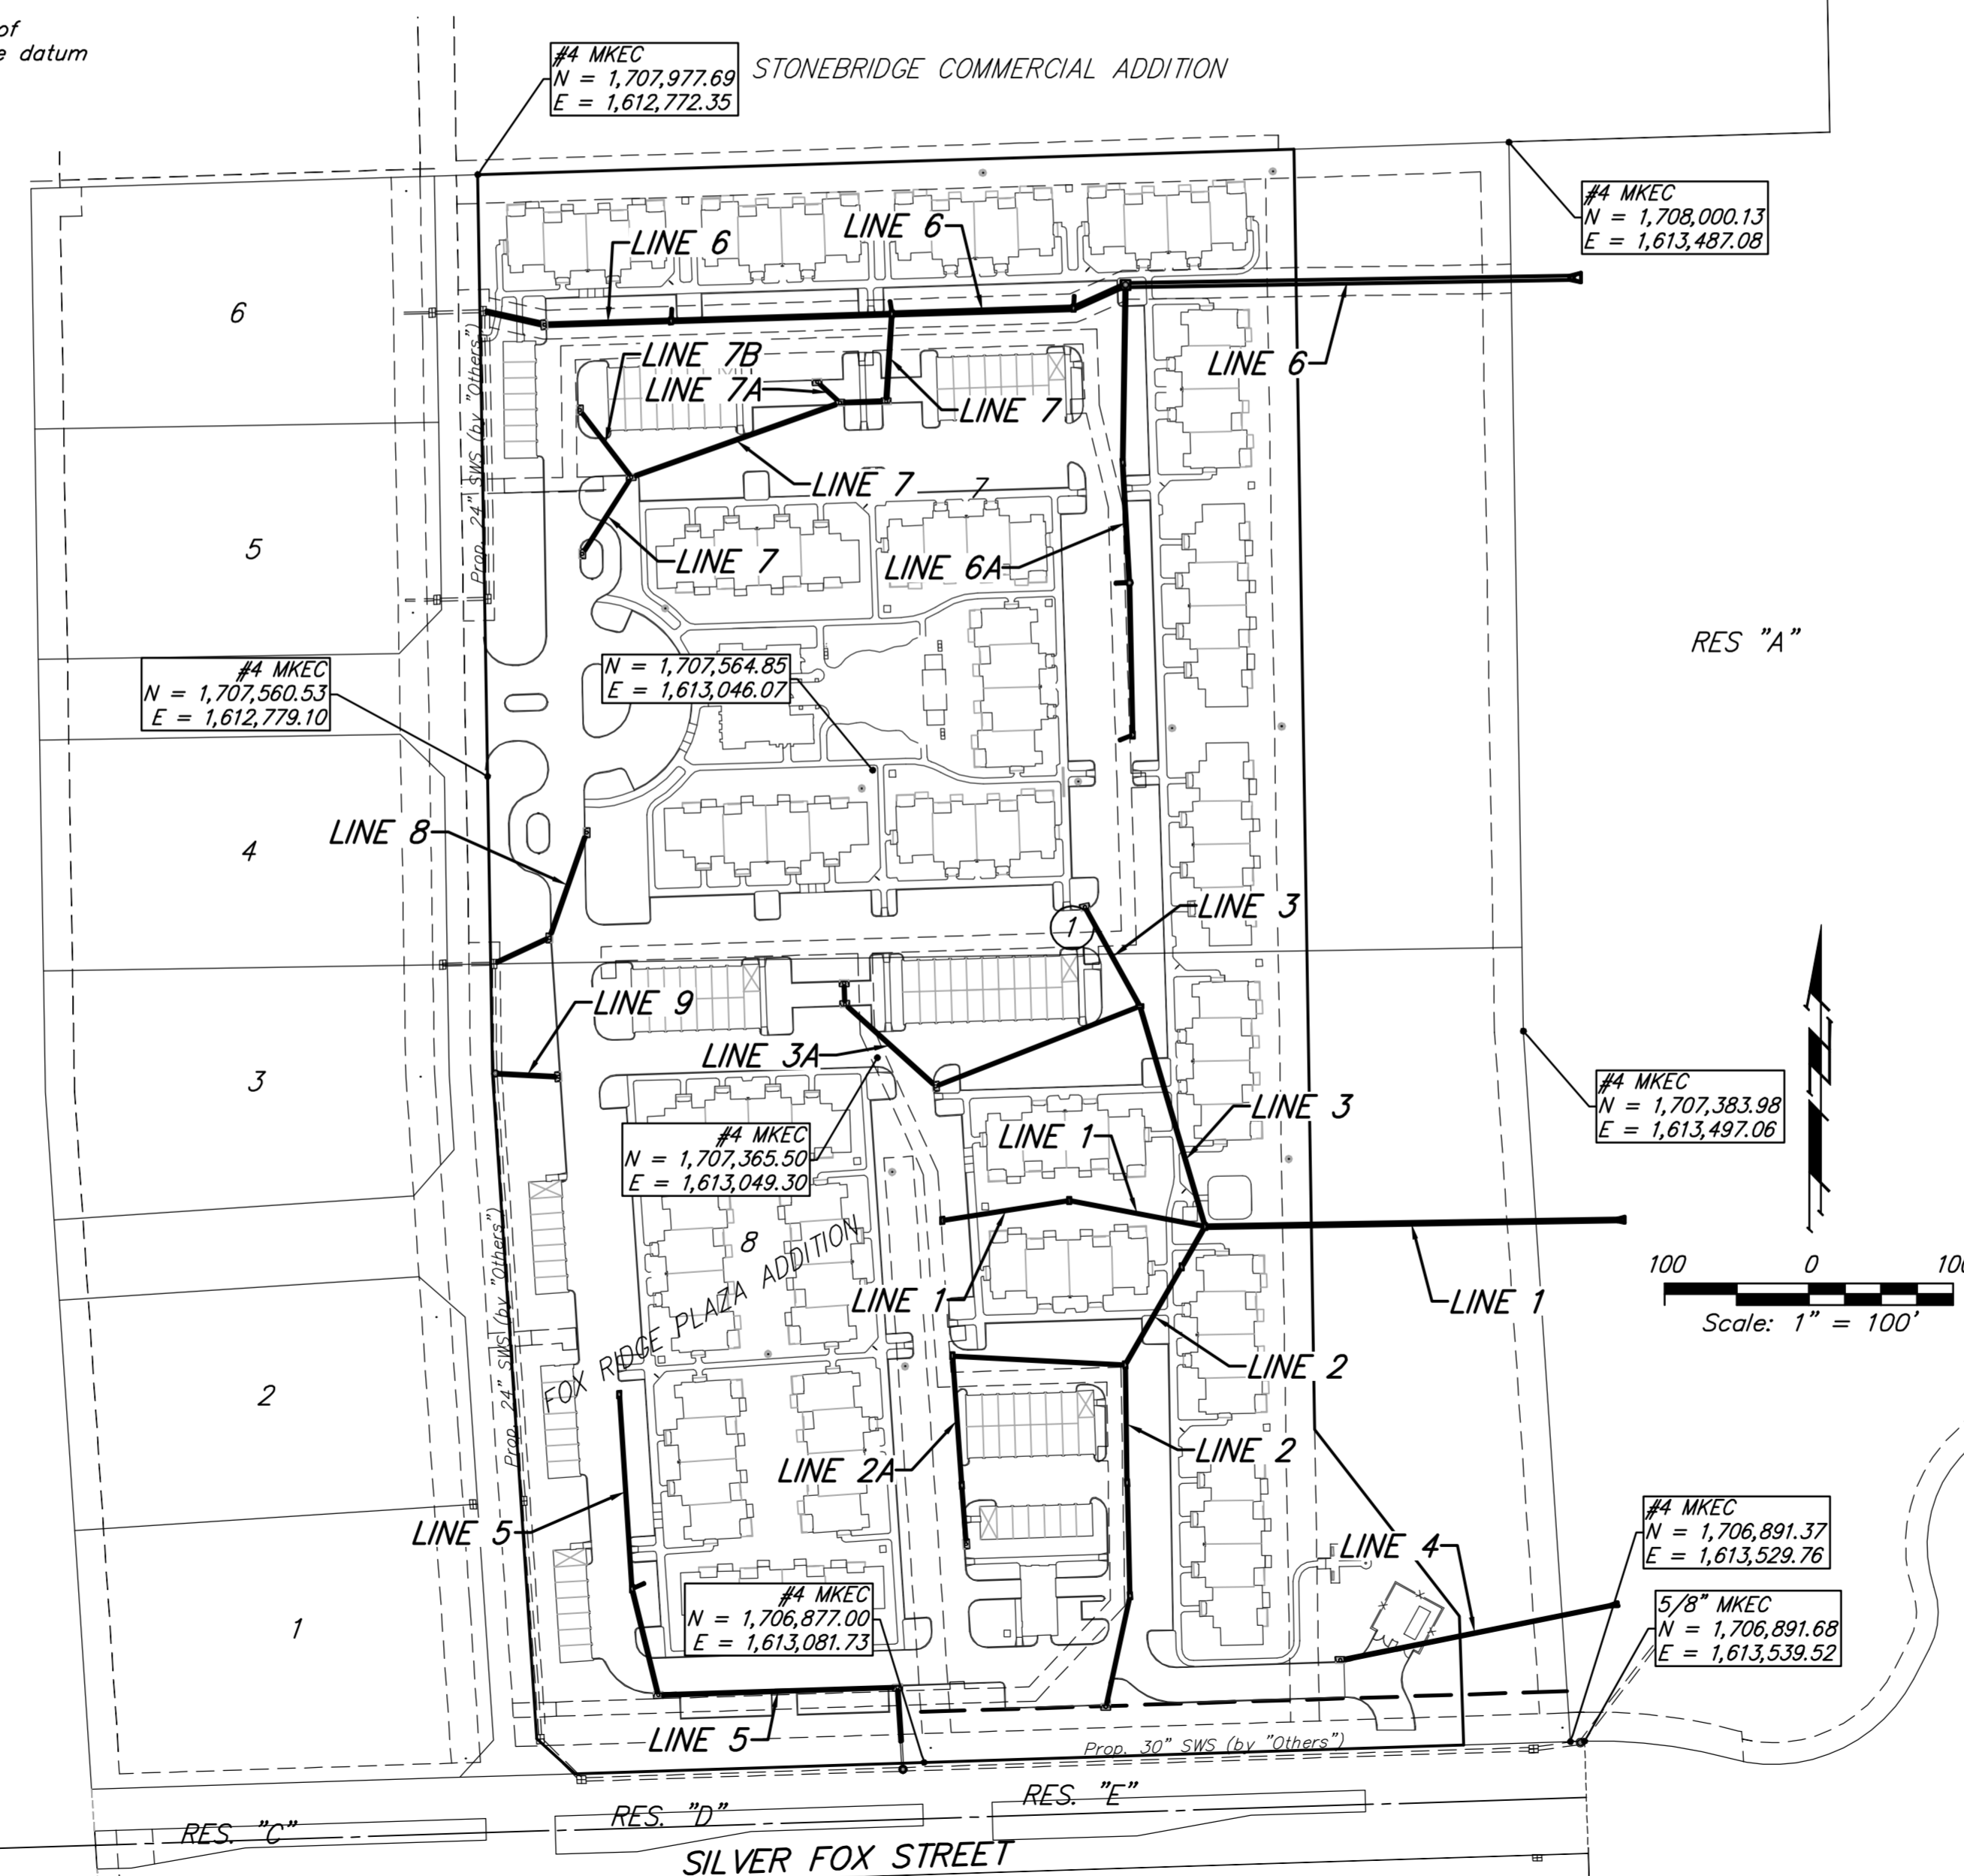 of
datum
#4 MKEC
N = 1,707,977.69
E = 1,612,772.35
STONEBRIDGE COMMERCIAL ADDITION
#4 MKEC
N = 1,708,000.13
E = 1,613,487.08
LINE 6
LINE 6
6
LINE 7B
LINE 7A
LINE 6
LINE 7
Prop. 24" SWS (by "Others")
LINE 7
7
5
LINE 7
LINE 6A
RES "A"
#4 MKEC
N = 1,707,560.53
E = 1,612,779.10
N = 1,707,564.85
E = 1,613,046.07
LINE 8
4
LINE 3
1
LINE 9
LINE 3A
3
#4 MKEC
N = 1,707,383.98
E = 1,613,497.06
LINE 3
LINE 1
#4 MKEC
N = 1,707,365.50
E = 1,613,049.30
8
FOX RIDGE PLAZA ADDITION
LINE 1
LINE 1
100 0 100
Scale: 1" = 100'
Prop. 24" SWS (by "Others")
2
LINE 2
LINE 2
LINE 2A
LINE 5
LINE 4
#4 MKEC
N = 1,706,891.37
E = 1,613,529.76
1
#4 MKEC
N = 1,706,877.00
E = 1,613,081.73
5/8" MKEC
N = 1,706,891.68
E = 1,613,539.52
LINE 5
Prop. 30" SWS (by "Others")
RES. "C"
RES. "D"
RES. "E"
SILVER FOX STREET